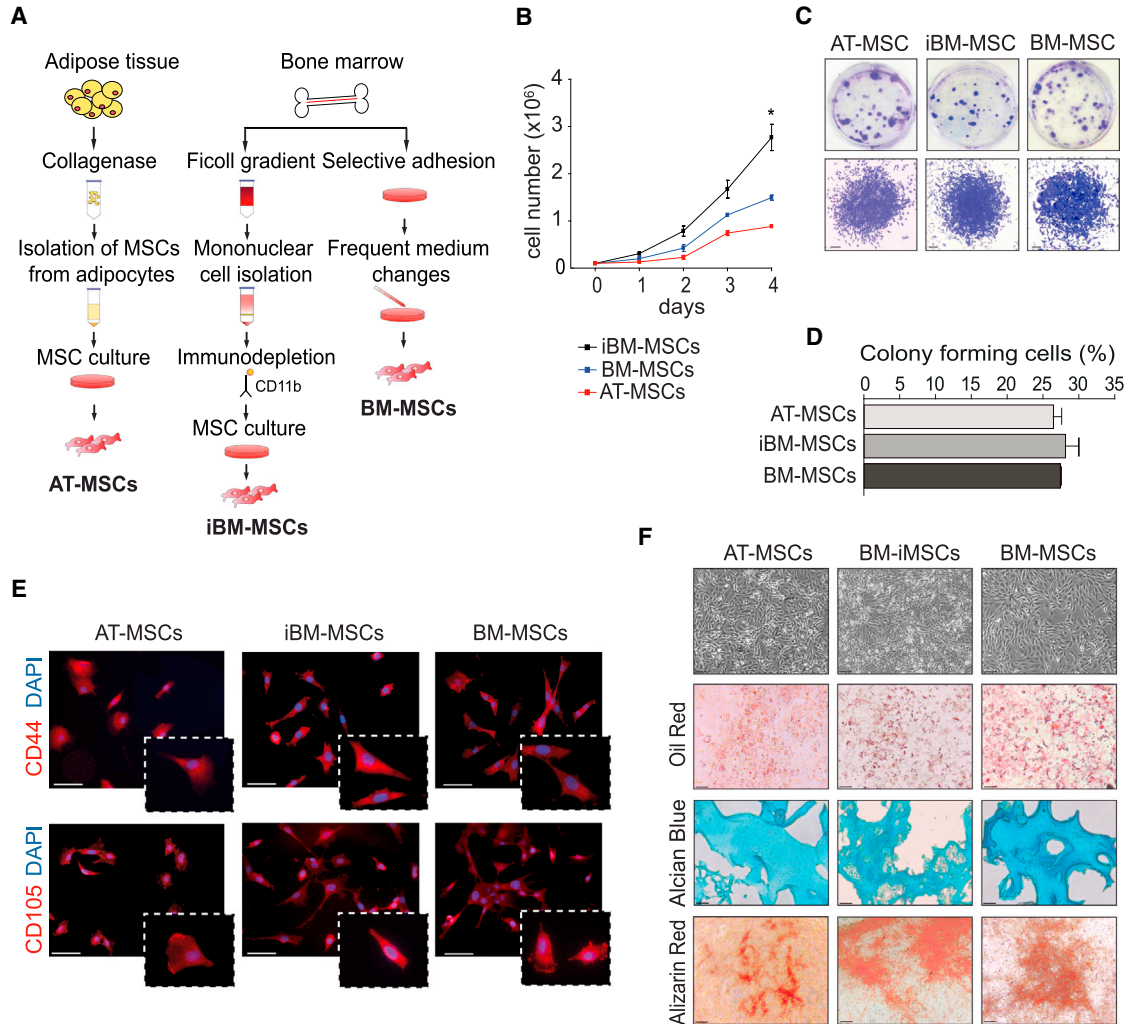 A
Adipose tissue
Bone marrow
Collagenase
Ficoll gradient
Selective adhesion
Isolation of MSCs
from adipocytes
Mononuclear
cell isolation
Frequent medium
changes
MSC culture
Immunodepletion
CD11b
BM-MSCs
MSC culture
AT-MSCs
iBM-MSCs
B
cell number (x10⁶)
4
3
2
1
0
*
0 1 2 3 4
days
iBM-MSCs
BM-MSCs
AT-MSCs
C
AT-MSC iBM-MSC BM-MSC
D
Colony forming cells (%)
0 5 10 15 20 25 30 35
AT-MSCs
iBM-MSCs
BM-MSCs
E
AT-MSCs iBM-MSCs BM-MSCs
CD44 DAPI
CD105 DAPI
F
AT-MSCs BM-iMSCs BM-MSCs
Oil Red
Alcian Blue
Alizarin Red